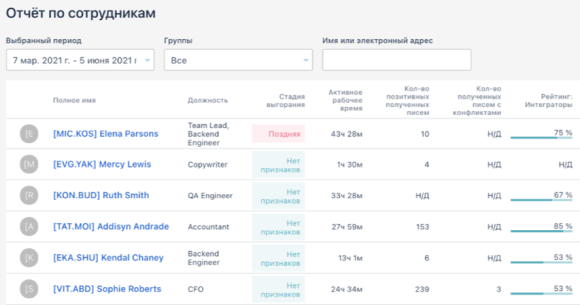 Отчёт по сотрудникам
Выбранный период
Группы
Имя или электронный адрес
7 мар. 2021 г. - 5 июня 2021 г
Все
Полное имя
Должность
Стадия
выгорания
Активное
рабочее
время
Кол-во
позитивных
полученных
писем
Кол-во
полученных
писем с
конфликтами
Рейтинг:
Интеграторы
[E
[MIC.KOS] Elena Parsons
Team Lead,
Backend
Engineer
Поздняя
43ч 28м
10
Н/Д
75 %
[M
[EVG.YAK] Mercy Lewis
Copywriter
Нет
признаков
1ч 30м
4
Н/Д
Н/Д
[R
[KON.BUD] Ruth Smith
QA Engineer
Нет
признаков
33ч 28м
Н/Д
Н/Д
67 %
[A
[TAT.MOI] Addisyn Andrade
Accountant
Нет
признаков
27ч 59м
153
Н/Д
85 %
[K
[EKA.SHU] Kendal Chaney
Backend
Engineer
Нет
признаков
13ч 1м
6
Н/Д
53 %
[S
[VIT.ABD] Sophie Roberts
CFO
Нет
признаков
24ч 34м
239
3
53 %